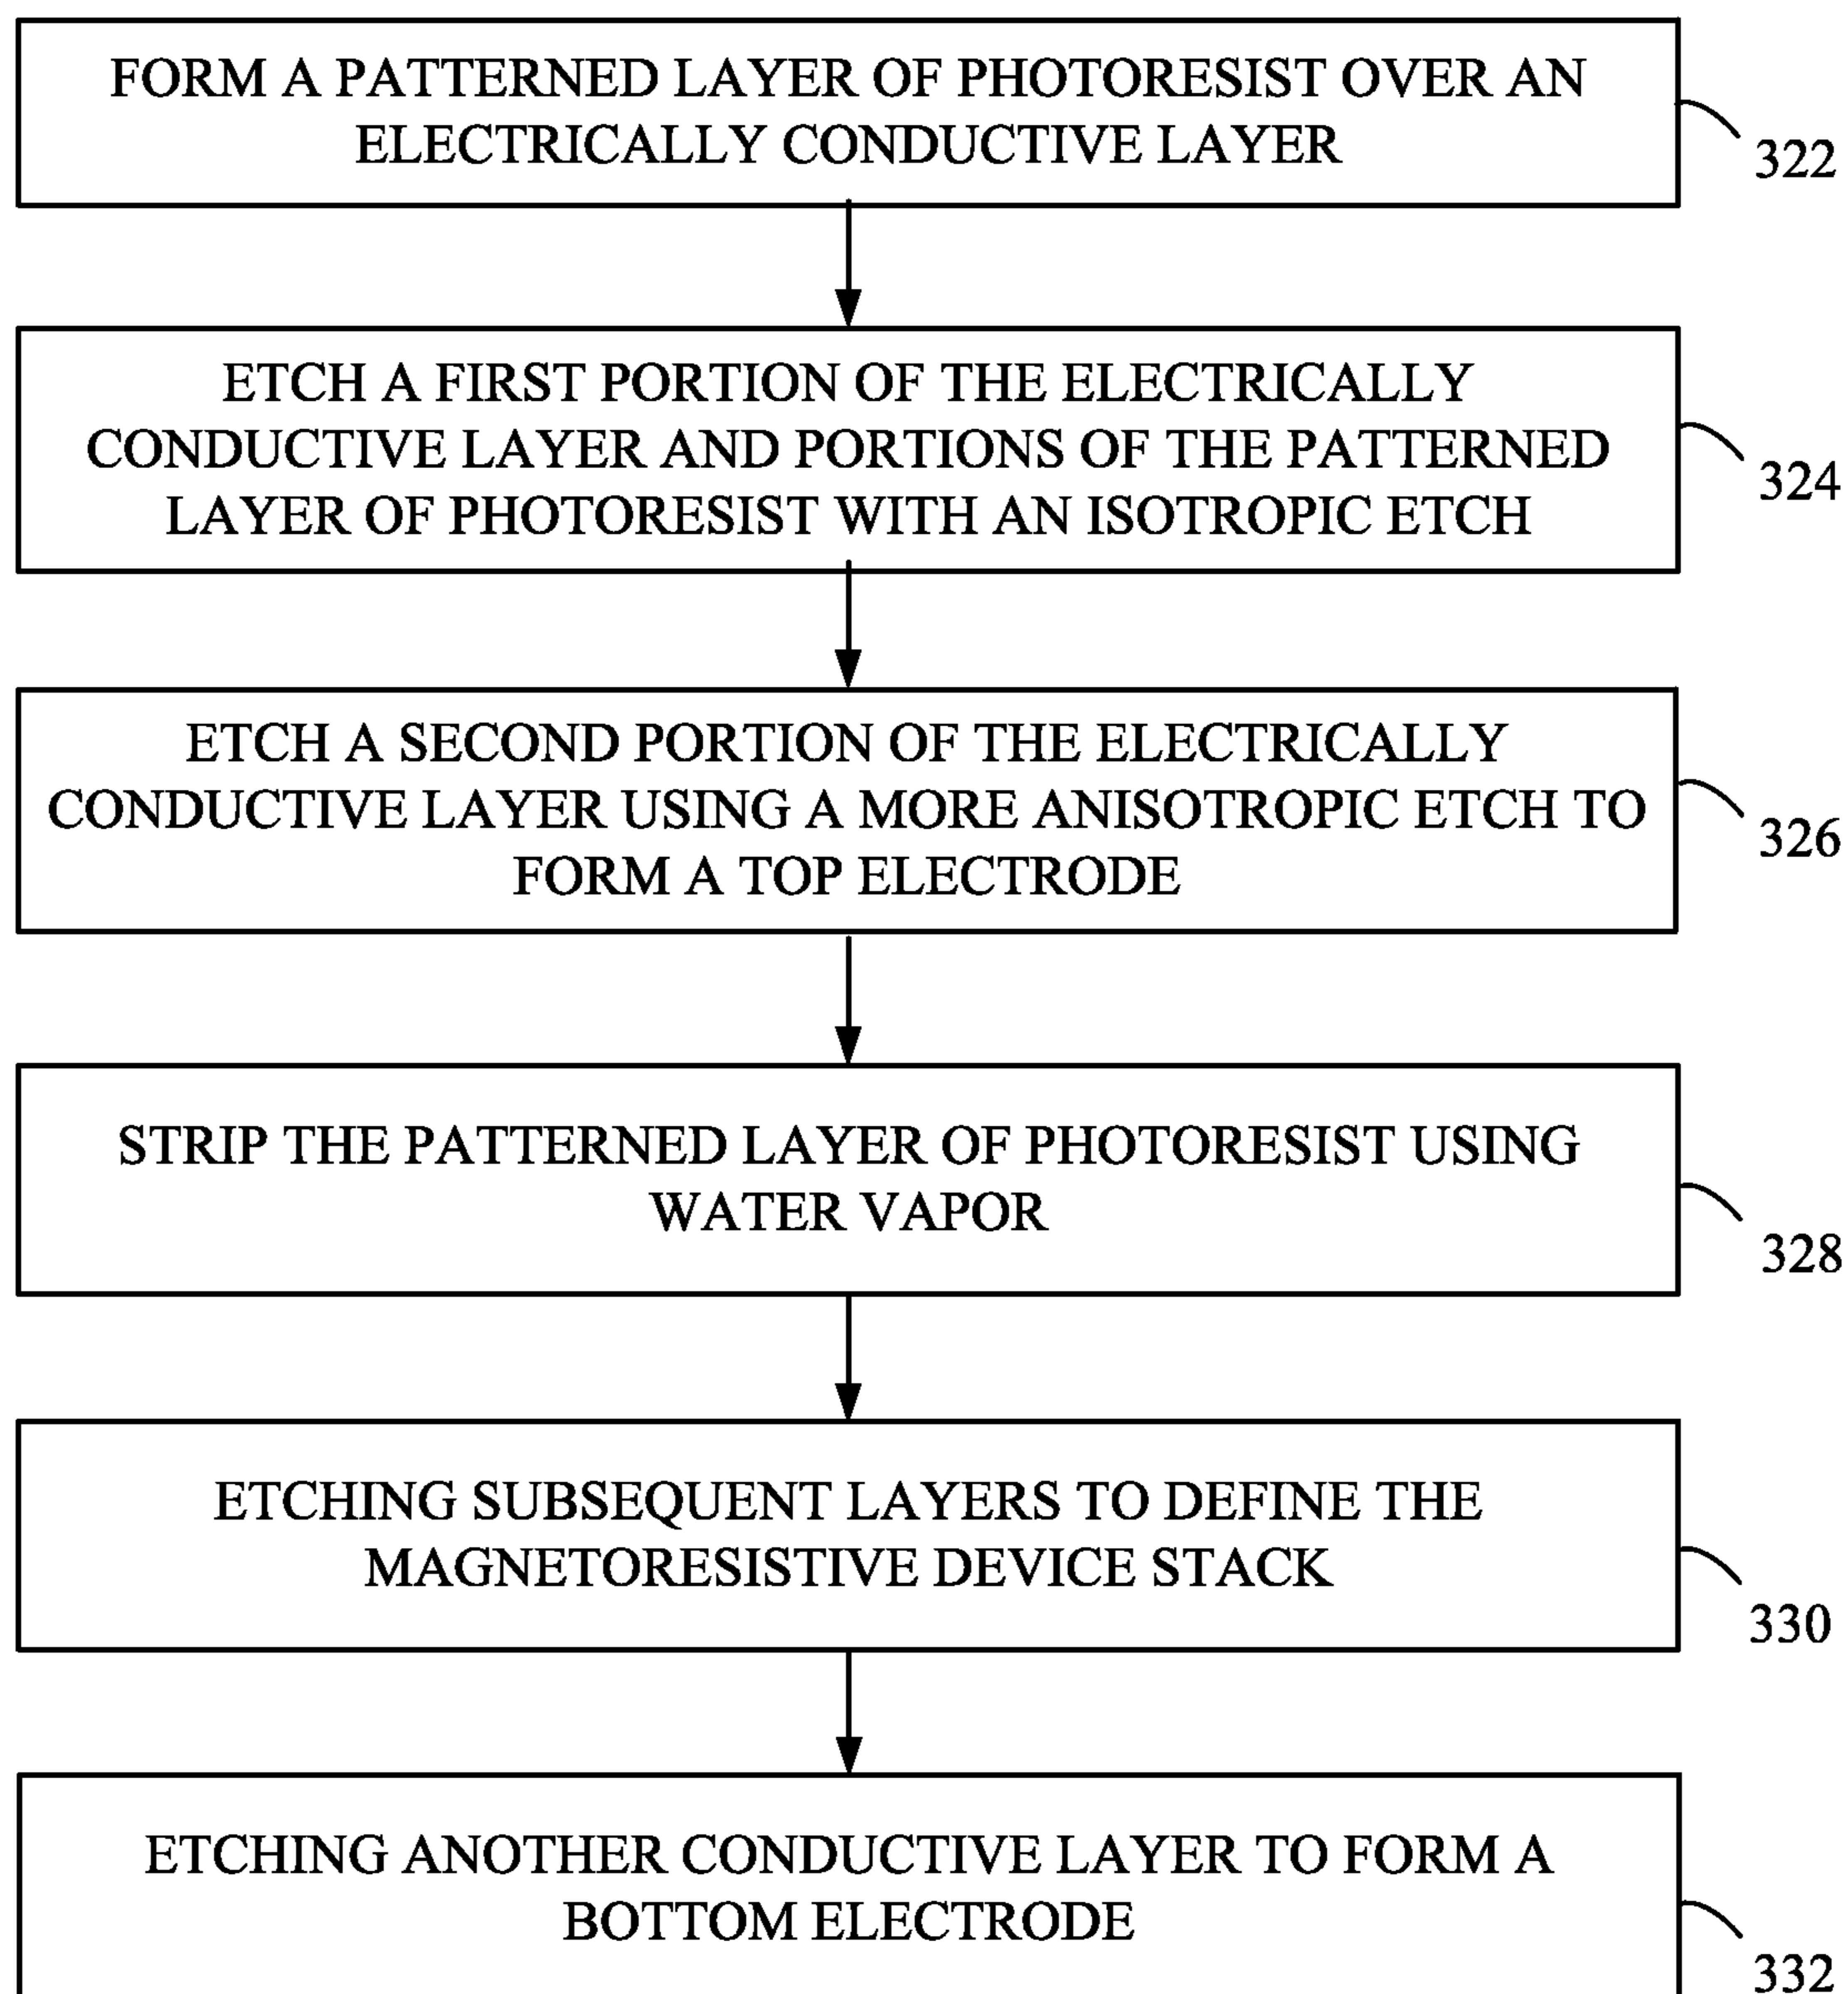 FORM A PATTERNED LAYER OF PHOTORESIST OVER AN
ELECTRICALLY CONDUCTIVE LAYER
322
ETCH A FIRST PORTION OF THE ELECTRICALLY
CONDUCTIVE LAYER AND PORTIONS OF THE PATTERNED
LAYER OF PHOTORESIST WITH AN ISOTROPIC ETCH
324
ETCH A SECOND PORTION OF THE ELECTRICALLY
CONDUCTIVE LAYER USING A MORE ANISOTROPIC ETCH TO
FORM A TOP ELECTRODE
326
STRIP THE PATTERNED LAYER OF PHOTORESIST USING
WATER VAPOR
328
ETCHING SUBSEQUENT LAYERS TO DEFINE THE
MAGNETORESISTIVE DEVICE STACK
330
ETCHING ANOTHER CONDUCTIVE LAYER TO FORM A
BOTTOM ELECTRODE
332